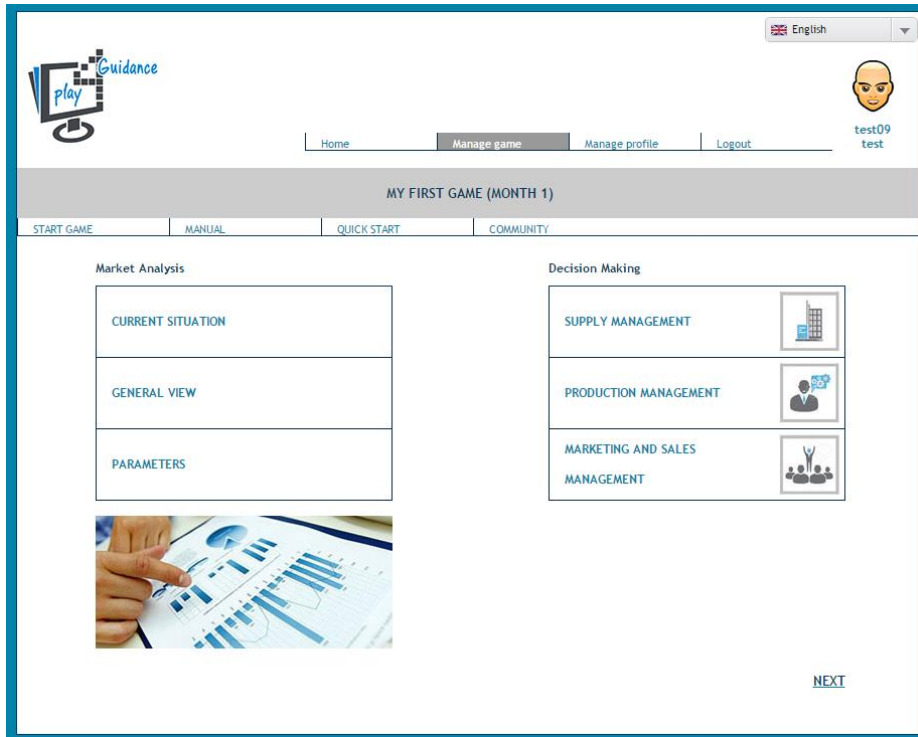 English
Guidance
play
test09
test
Home
Manage game
Manage profile
Logout
MY FIRST GAME (MONTH 1)
START GAME
MANUAL
QUICK START
COMMUNITY
Market Analysis
CURRENT SITUATION
GENERAL VIEW
PARAMETERS
Decision Making
SUPPLY MANAGEMENT
PRODUCTION MANAGEMENT
MARKETING AND SALES
MANAGEMENT
NEXT